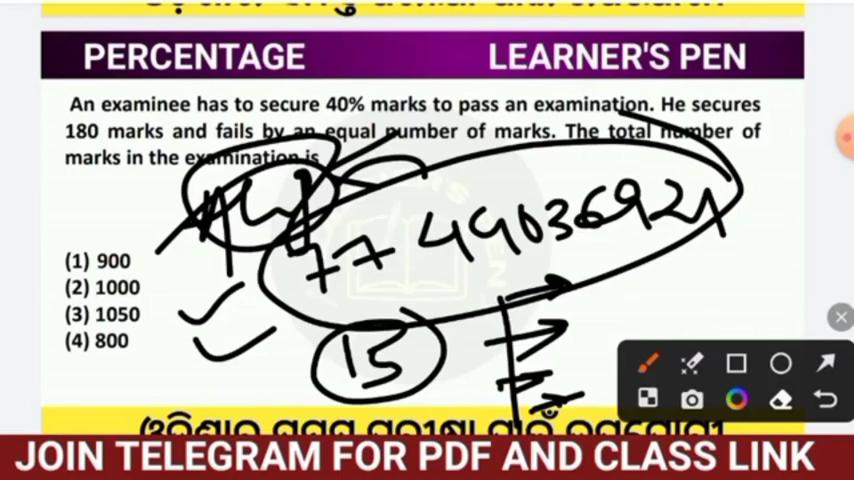 PERCENTAGE LEARNER'S PEN
An examinee has to secure 40% marks to pass an examination. He secures
180 marks and fails by an equal number of marks. The total number of
marks in the examination is
7749036921
(1) 900
(2) 1000
(3) 1050
(4) 800
15
JOIN TELEGRAM FOR PDF AND CLASS LINK